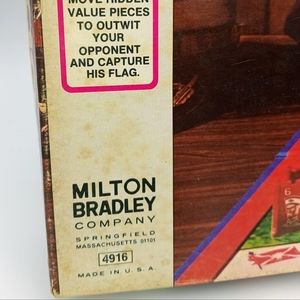 MOVE HIDDEN
VALUE PIECES
TO OUTWIT
YOUR
OPPONENT
AND CAPTURE
HIS FLAG.
MILTON
BRADLEY
COMPANY
SPRINGFIELD
MASSACHUSETTS 01101
4916
MADE IN U.S.A.